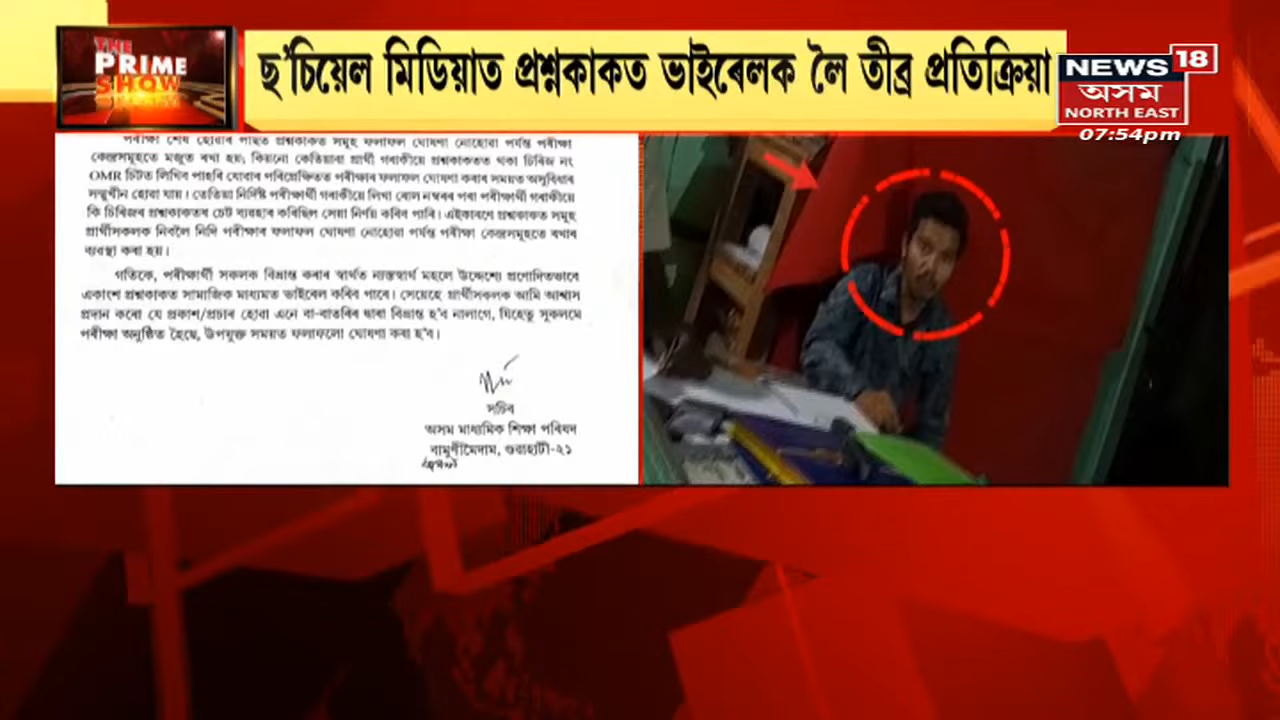 THE
PRIME
SHOW
ছ'চিয়েল মিডিয়াত প্ৰশ্নকাকত ভাইৰেলক লৈ তীব্ৰ প্ৰতিক্ৰিয়া
NEWS 18
অসম
NORTH EAST
07:54pm
পৰীক্ষা শেষ হোৱাৰ পাছত প্ৰশ্নকাকত সমূহ ফলাফল ঘোষণা নোহোৱা পৰ্যন্ত পৰীক্ষা
কেন্দ্ৰসমূহতে মজুত ৰখা হয়; কিয়নো কেতিয়াবা প্ৰাৰ্থী গৰাকীয়ে প্ৰশ্নকাকতত থকা চিৰিজ নং
OMR চিটত লিখিব পাহৰি যোৱাৰ পৰিপ্ৰেক্ষিতত পৰীক্ষাৰ ফলাফল ঘোষণা কৰাৰ সময়ত অসুবিধাৰ
সন্মুখীন হোৱা যায়। তেতিয়া নিৰ্দিষ্ট পৰীক্ষাৰ্থী গৰাকীয়ে লিখা ৰোল নম্বৰৰ পৰা পৰীক্ষাৰ্থী গৰাকীয়ে
কি চিৰিজৰ প্ৰশ্নকাকতৰ চেট ব্যৱহাৰ কৰিছিল সেয়া নিৰ্ণয় কৰিব পাৰি। এইকাৰণে প্ৰশ্নকাকত সমূহ
প্ৰাৰ্থীসকলক নিবলৈ নিদি পৰীক্ষাৰ ফলাফল ঘোষণা নোহোৱা পৰ্যন্ত পৰীক্ষা কেন্দ্ৰসমূহতে ৰখাৰ
ব্যৱস্থা কৰা হয়।
গতিকে, পৰীক্ষাৰ্থী সকলক বিভ্ৰান্ত কৰাৰ স্বাৰ্থত ন্যস্তস্বাৰ্থ মহলে উদ্দেশ্যে প্ৰণোদিতভাবে
একাংশ প্ৰশ্নকাকত সামাজিক মাধ্যমত ভাইৰেল কৰিব পাৰে। সেয়েহে প্ৰাৰ্থীসকলক আমি আশ্বাস
প্ৰদান কৰো যে প্ৰকাশ/প্ৰচাৰ হোৱা এনে বা-বাতৰিৰ দ্বাৰা বিভ্ৰান্ত হ'ব নালাগে, যিহেতু সুকলমে
পৰীক্ষা অনুষ্ঠিত হৈছে, উপযুক্ত সময়ত ফলাফলো ঘোষণা কৰা হ'ব।
সচিব
অসম মাধ্যমিক শিক্ষা পৰিষদ
বামুণীমৈদাম, গুৱাহাটী-২১